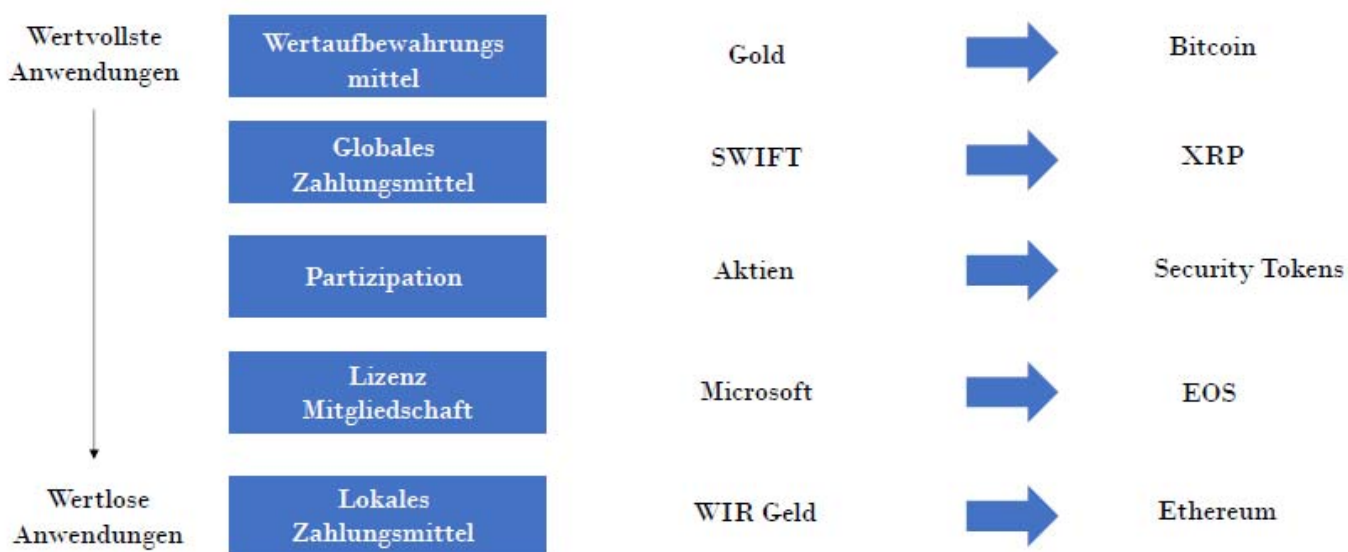 Wertvollste
Anwendungen
Wertaufbewahrungs
mittel
Gold
Bitcoin
Globales
Zahlungsmittel
SWIFT
XRP
Partizipation
Aktien
Security Tokens
Lizenz
Mitgliedschaft
Microsoft
EOS
Wertlose
Anwendungen
Lokales
Zahlungsmittel
WIR Geld
Ethereum